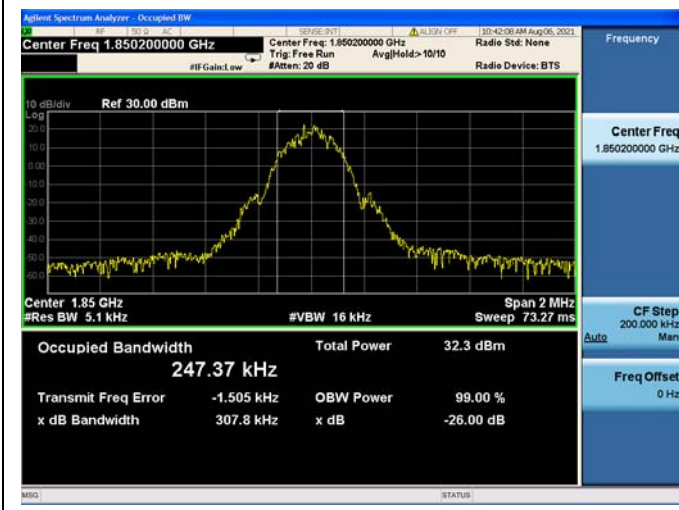 Agilent Spectrum Analyzer - Occupied BW
RF 50 Ω AC SENSE:INT ALIGN OFF 10:42:08 AM Aug 06, 2021
Center Freq 1.850200000 GHz Center Freq: 1.850200000 GHz Radio Std: None
Trig: Free Run Avg|Hold:> 10/10
#IFGain:Low #Atten: 20 dB Radio Device: BTS
10 dB/div Ref 30.00 dBm
Log
20.0
10.0
0.00
-10.0
-20.0
-30.0
-40.0
-50.0
-60.0
Center 1.85 GHz Span 2 MHz
#Res BW 5.1 kHz #VBW 16 kHz Sweep 73.27 ms
Occupied Bandwidth Total Power 32.3 dBm
247.37 kHz
Transmit Freq Error -1.505 kHz OBW Power 99.00 %
x dB Bandwidth 307.8 kHz x dB -26.00 dB
MSG STATUS
Frequency
Center Freq
1.850200000 GHz
CF Step
200.000 kHz
Auto Man
Freq Offset
0 Hz